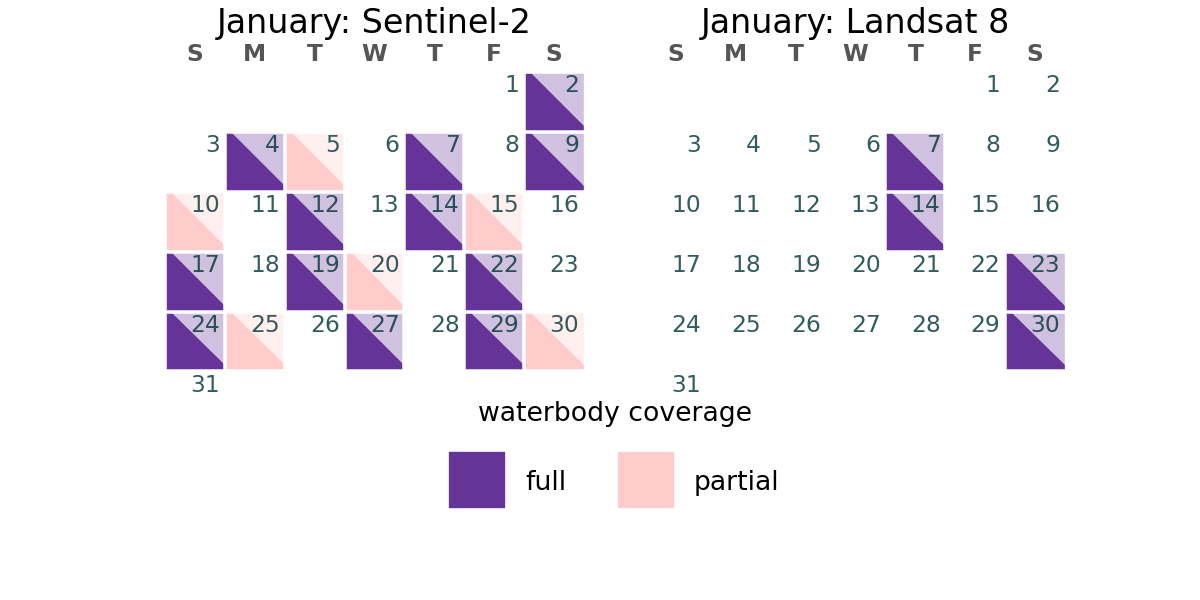 January: Sentinel-2
S M T W T F S
1 2
3 4 5 6 7 8 9
10 11 12 13 14 15 16
17 18 19 20 21 22 23
24 25 26 27 28 29 30
31
January: Landsat 8
S M T W T F S
1 2
3 4 5 6 7 8 9
10 11 12 13 14 15 16
17 18 19 20 21 22 23
24 25 26 27 28 29 30
31
waterbody coverage
full partial